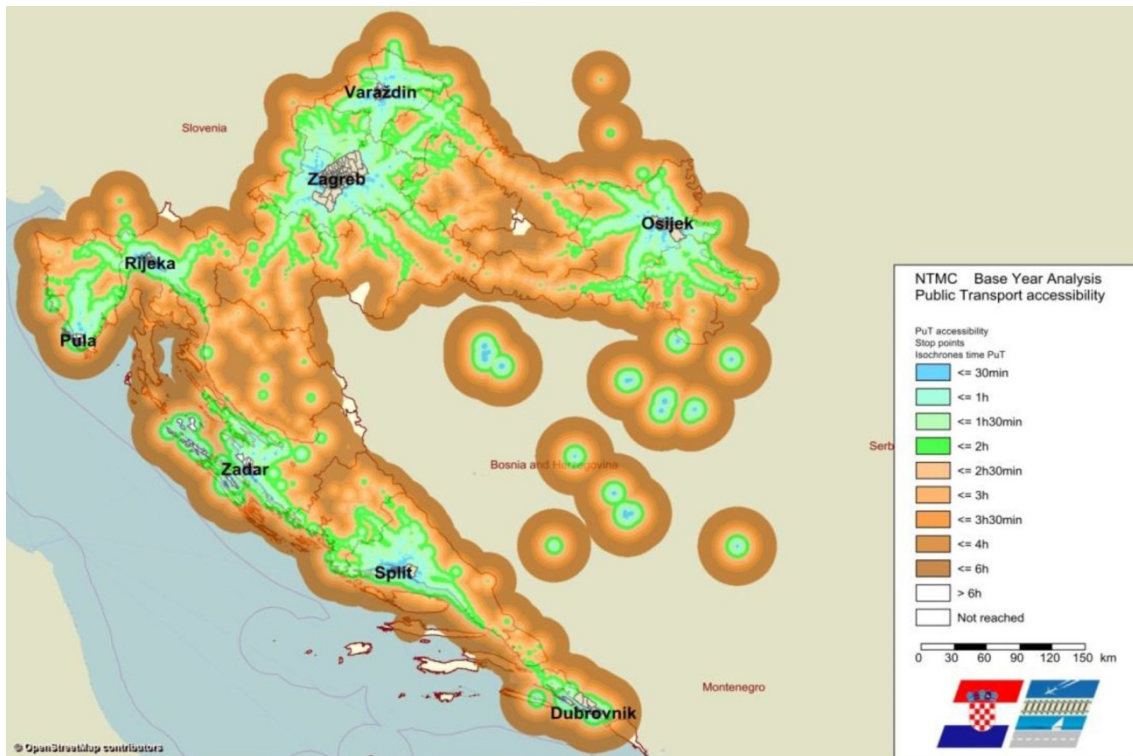 Varaždin
Slovenia
Zagreb
Osijek
Rijeka
Pula
NTMC Base Year Analysis
Public Transport accessibility
PuT accessibility
Stop points
Isochrones time PuT
<= 30min
<= 1h
<= 1h30min
<= 2h
<= 2h30min
<= 3h
<= 3h30min
<= 4h
<= 6h
> 6h
Not reached
0 30 60 90 120 150 km
Serb
Bosnia and Herzegovina
Zadar
Split
Montenegro
Dubrovnik
© OpenStreetMap contributors